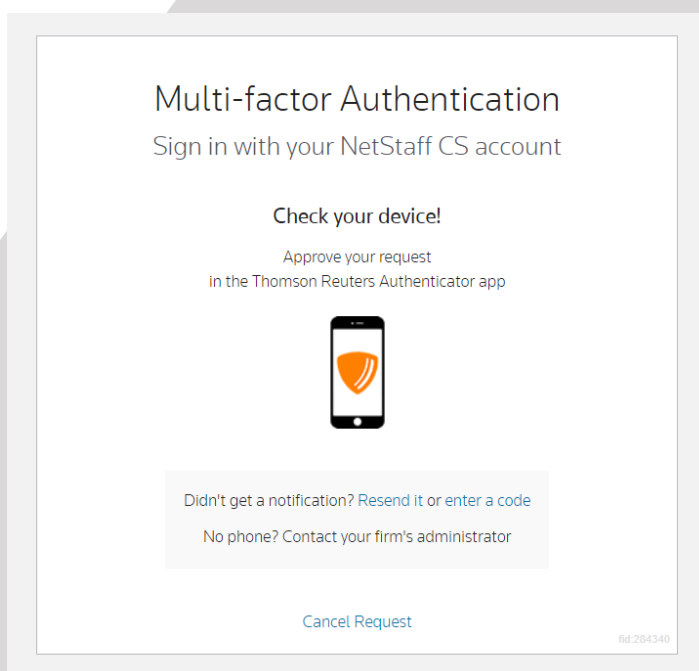 Multi-factor Authentication
Sign in with your NetStaff CS account
Check your device!
Approve your request
in the Thomson Reuters Authenticator app
Didn't get a notification? Resend it or enter a code
No phone? Contact your firm's administrator
Cancel Request
fid:284340